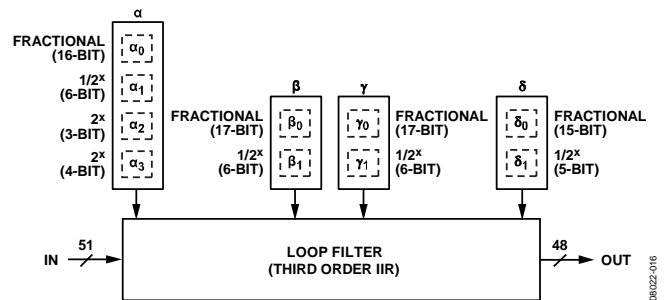 α
FRACTIONAL
(16-BIT)
α0
1/2x
(6-BIT)
α1
2x
(3-BIT)
α2
2x
(4-BIT)
α3
β
FRACTIONAL
(17-BIT)
β0
1/2x
(6-BIT)
β1
γ
γ0
FRACTIONAL
(17-BIT)
γ1
1/2x
(6-BIT)
δ
δ0
FRACTIONAL
(15-BIT)
δ1
1/2x
(5-BIT)
IN
51
LOOP FILTER
(THIRD ORDER IIR)
48
OUT
08022-016